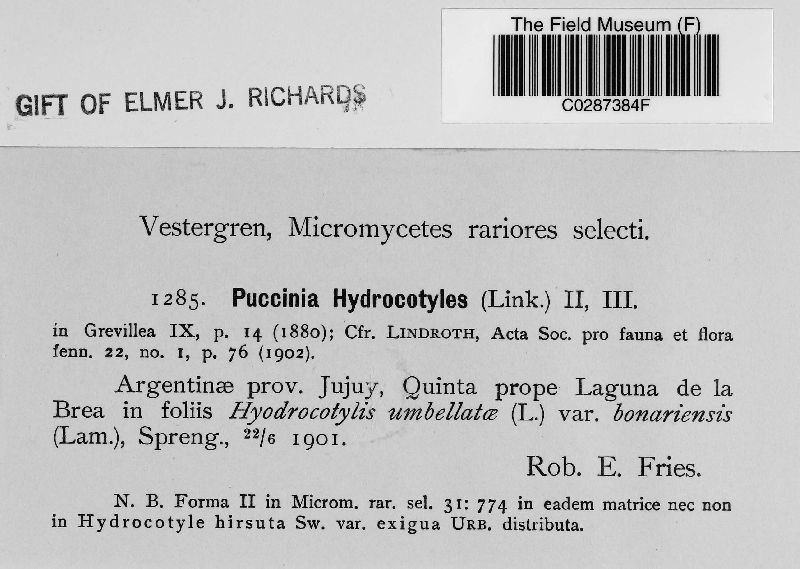 The Field Museum (F)
C0287384F
GIFT OF ELMER J. RICHARDS
Vestergren, Micromycetes rariores selecti.
1285. Puccinia Hydrocotyles (Link.) II, III.
in Grevillea IX, p. 14 (1880); Cfr. LINDROTH, Acta Soc. pro fauna et flora
fenn. 22, no. 1, p. 76 (1902).
Argentinæ prov. Jujuy, Quinta prope Laguna de la
Brea in foliis Hyodrocotylis umbellatæ (L.) var. bonariensis
(Lam.), Spreng., 22/6 1901.
Rob. E. Fries.
N. B. Forma II in Microm. rar. sel. 31: 774 in eadem matrice nec non
in Hydrocotyle hirsuta Sw. var. exigua URB. distributa.